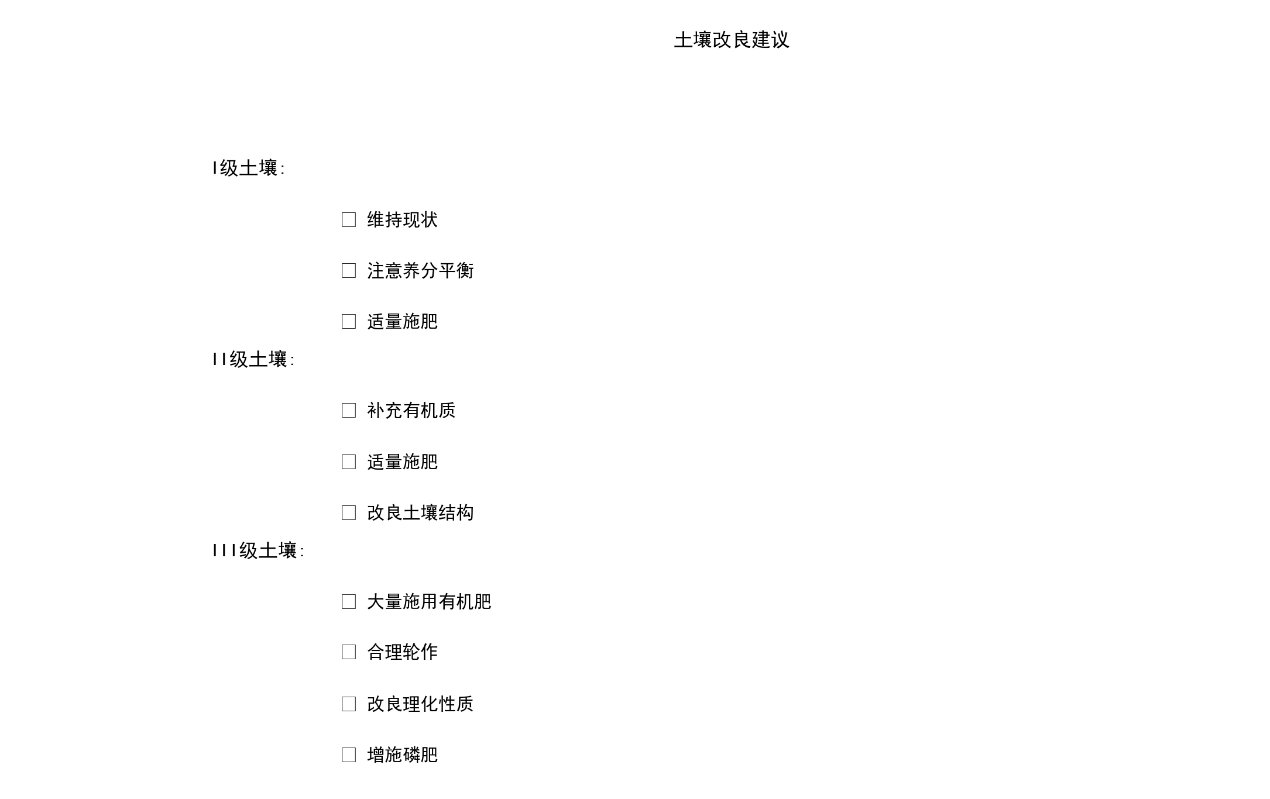 土壤改良建议
I级土壤:
□ 维持现状
□ 注意养分平衡
□ 适量施肥
II级土壤:
□ 补充有机质
□ 适量施肥
□ 改良土壤结构
III级土壤:
□ 大量施用有机肥
□ 合理轮作
□ 改良理化性质
□ 增施磷肥